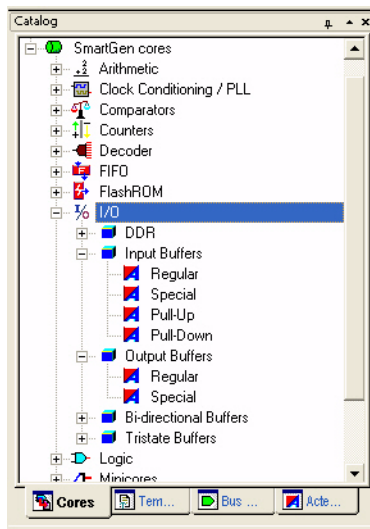 Catalog
SmartGen cores
Arithmetic
Clock Conditioning / PLL
Comparators
Counters
Decoder
FIFO
FlashROM
I/O
DDR
Input Buffers
Regular
Special
Pull-Up
Pull-Down
Output Buffers
Regular
Special
Bi-directional Buffers
Tristate Buffers
Logic
Minicores
Cores Tem... Bus ... Acte...